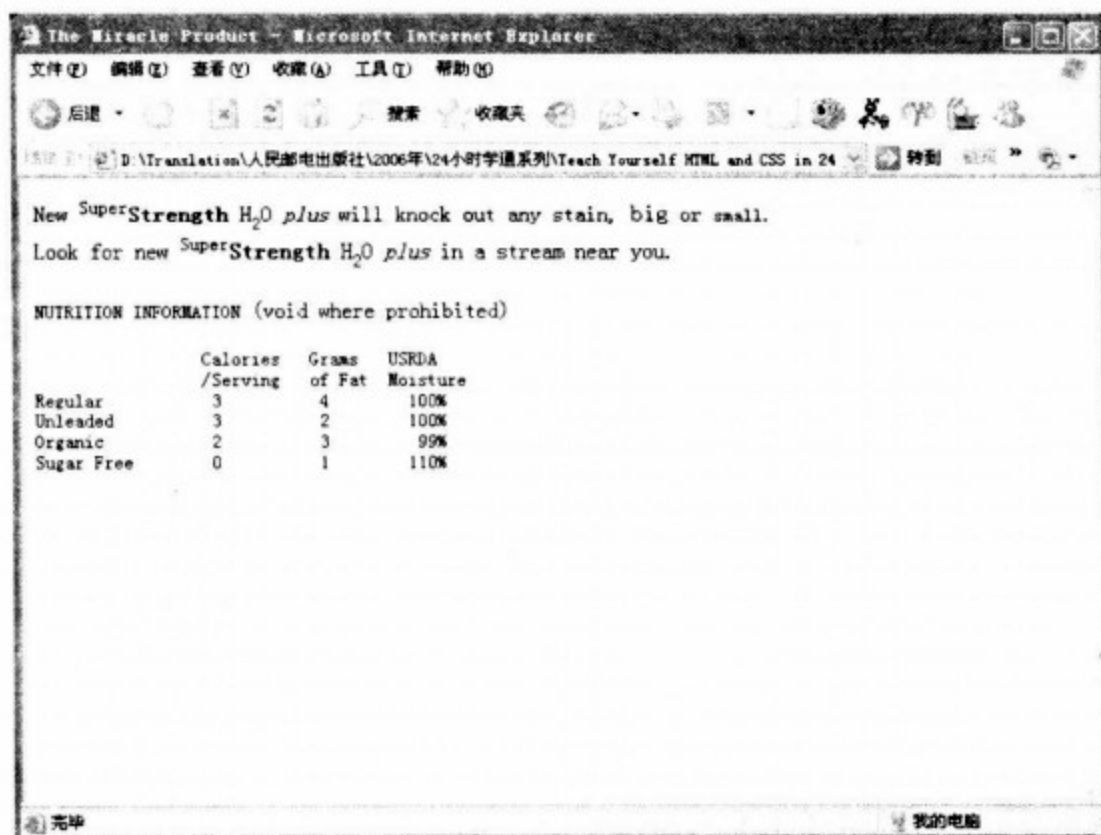 The Miracle Product - Microsoft Internet Explorer
文件(F) 编辑(E) 查看(V) 收藏(A) 工具(T) 帮助(H)
后退 搜索 收藏夹
D:\Translation\人民邮电出版社\2006年\24小时学通系列\Teach Yourself HTML and CSS in 24 转到 »
New SuperStrength H₂O plus will knock out any stain, big or small.
Look for new SuperStrength H₂O plus in a stream near you.
NUTRITION INFORMATION (void where prohibited)
Calories Grams USRDA
/Serving of Fat Moisture
Regular 3 4 100%
Unleaded 3 2 100%
Organic 2 3 99%
Sugar Free 0 1 110%
完毕 我的电脑